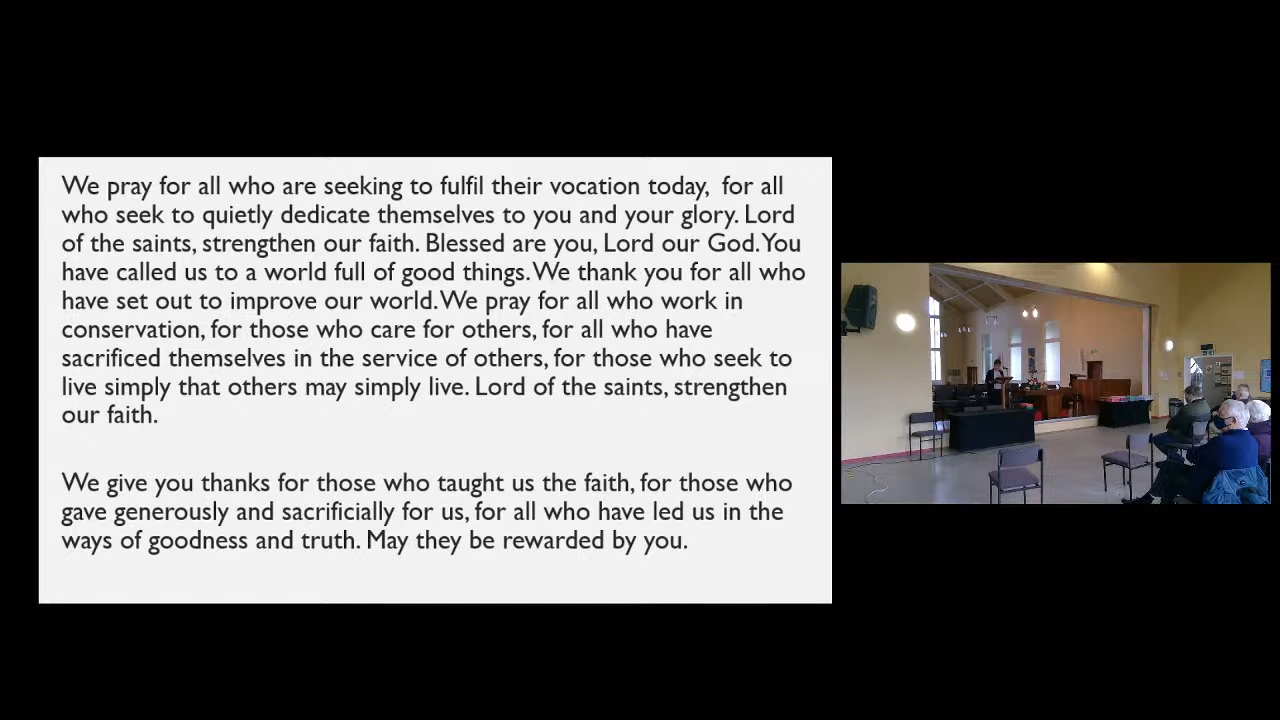 We pray for all who are seeking to fulfil their vocation today,  for all
who seek to quietly dedicate themselves to you and your glory. Lord
of the saints, strengthen our faith. Blessed are you, Lord our God. You
have called us to a world full of good things. We thank you for all who
have set out to improve our world. We pray for all who work in
conservation, for those who care for others, for all who have
sacrificed themselves in the service of others, for those who seek to
live simply that others may simply live. Lord of the saints, strengthen
our faith.
We give you thanks for those who taught us the faith, for those who
gave generously and sacrificially for us, for all who have led us in the
ways of goodness and truth. May they be rewarded by you.